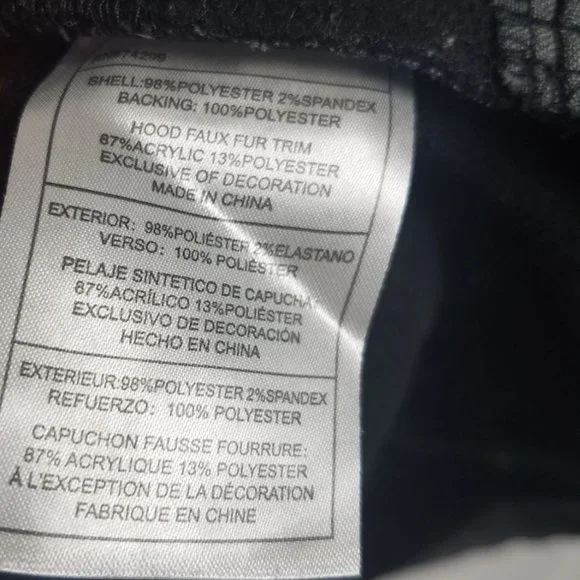 SHELL:98%POLYESTER 2%SPANDEX
BACKING: 100%POLYESTER
HOOD FAUX FUR TRIM
87%ACRYLIC 13%POLYESTER
EXCLUSIVE OF DECORATION
MADE IN CHINA
EXTERIOR: 98%POLIÉSTER 2%ELASTANO
VERSO: 100% POLIÉSTER
PELAJE SINTETICO DE CAPUCHA:
87%ACRÍLICO 13%POLIÉSTER
EXCLUSIVO DE DECORACIÓN
HECHO EN CHINA
EXTERIEUR:98%POLYESTER 2%SPANDEX
REFUERZO: 100% POLYESTER
CAPUCHON FAUSSE FOURRURE:
87% ACRYLIQUE 13% POLYESTER
À L'EXCEPTION DE LA DÉCORATION
FABRIQUE EN CHINE